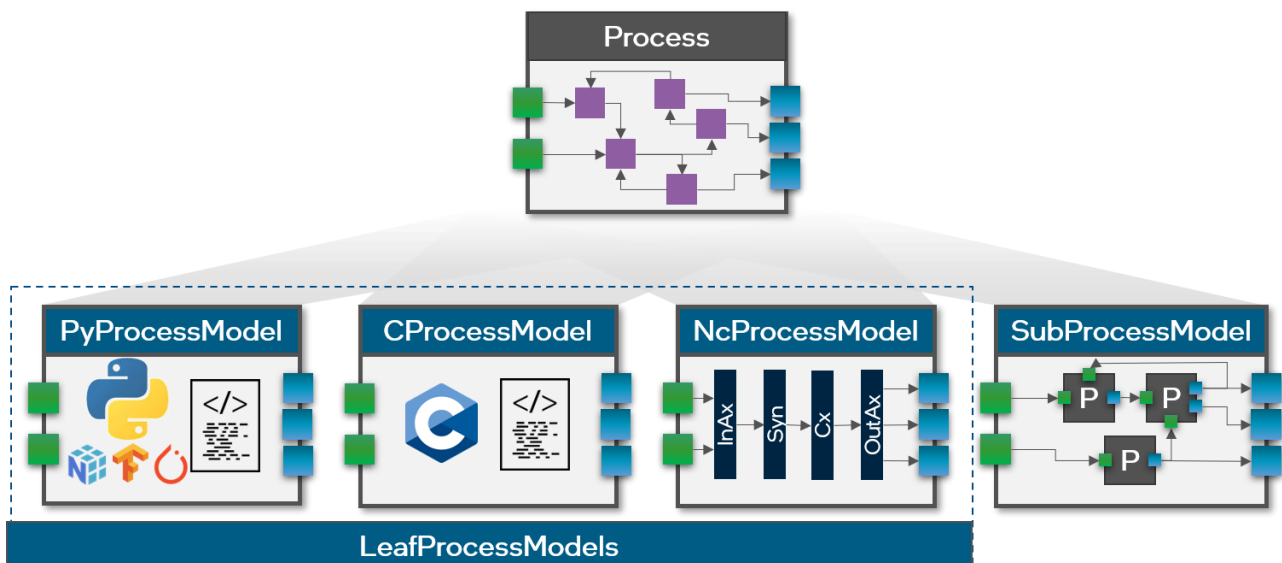 Process
PyProcessModel
CProcessModel
NcProcessModel
SubProcessModel
</>
N
C
</>
InAx
Syn
Cx
OutAx
P
P
P
LeafProcessModels